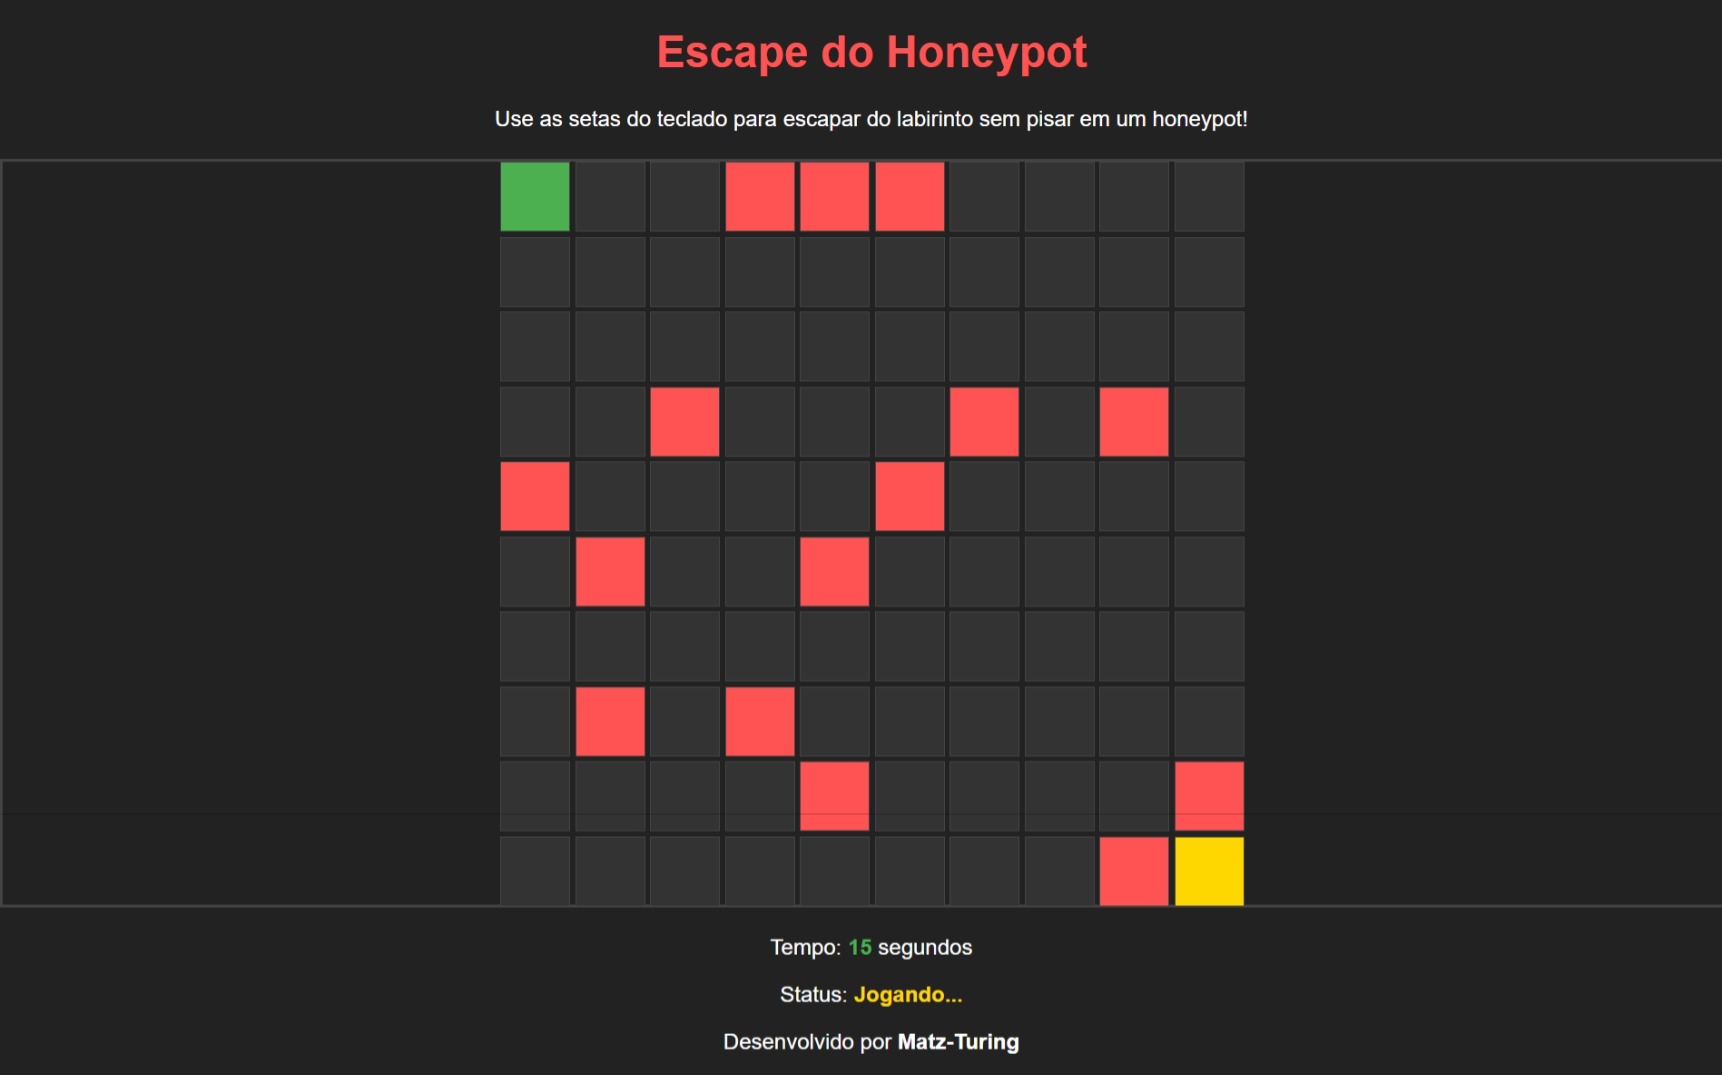 Escape do Honeypot
Use as setas do teclado para escapar do labirinto sem pisar em um honeypot!
Tempo: 15 segundos
Status: Jogando...
Desenvolvido por Matz-Turing